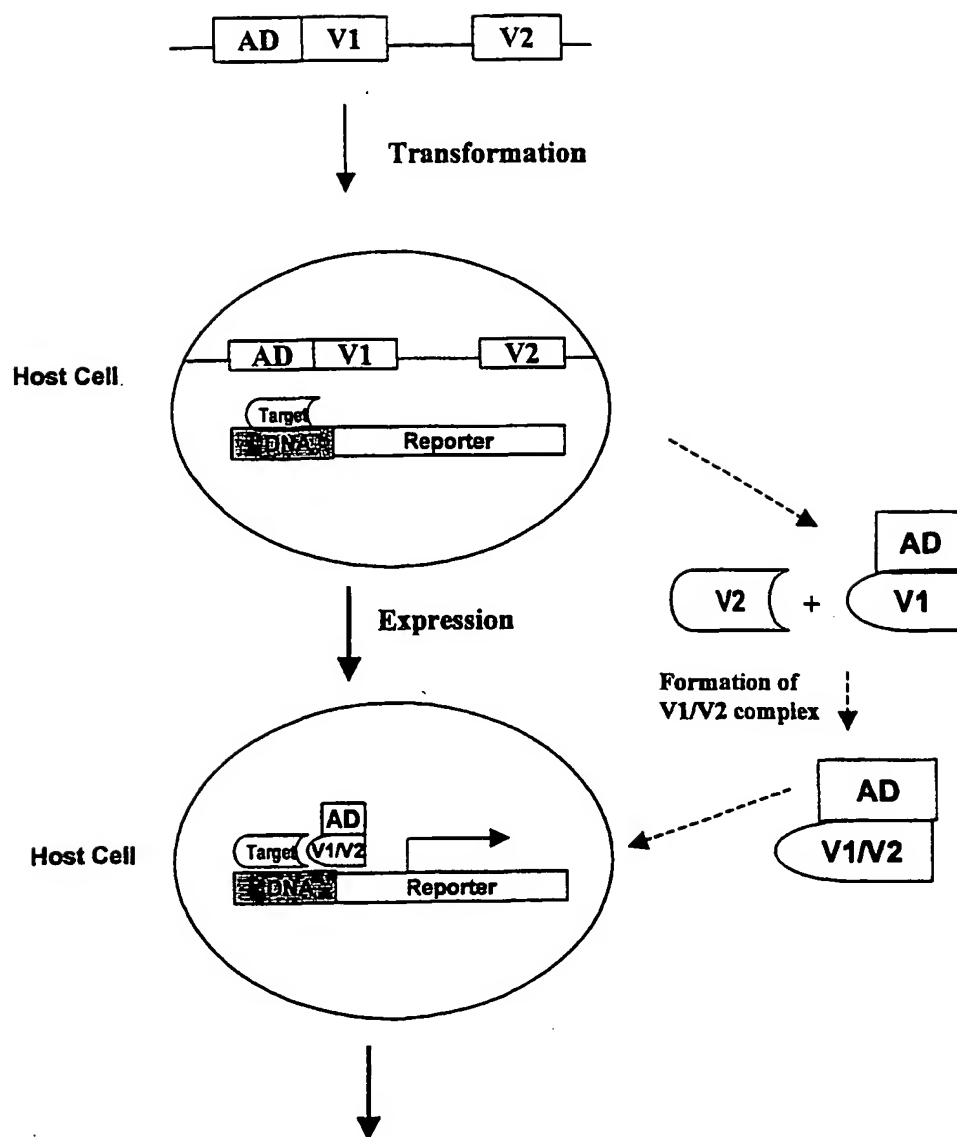 AD V1 V2
Transformation
Host Cell
AD V1 V2
Target
DNA Reporter
AD
V2 + V1
Expression
Formation of
V1/V2 complex
AD
V1/V2
Host Cell
AD
Target V1/V2
DNA Reporter